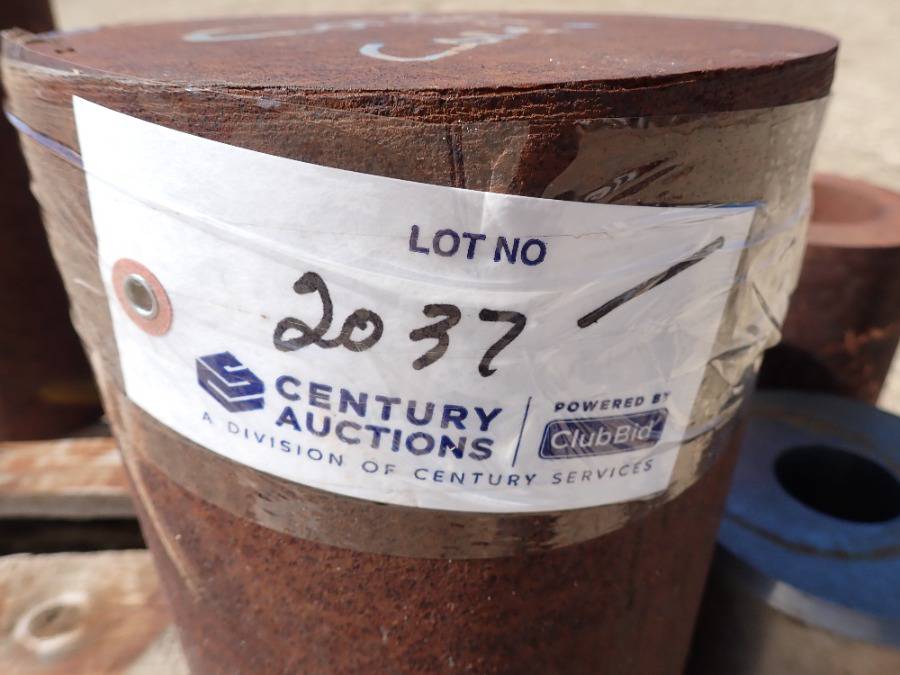 LOT NO
2037
CENTURY
AUCTIONS
A DIVISION OF CENTURY SERVICES
POWERED BY
ClubBid